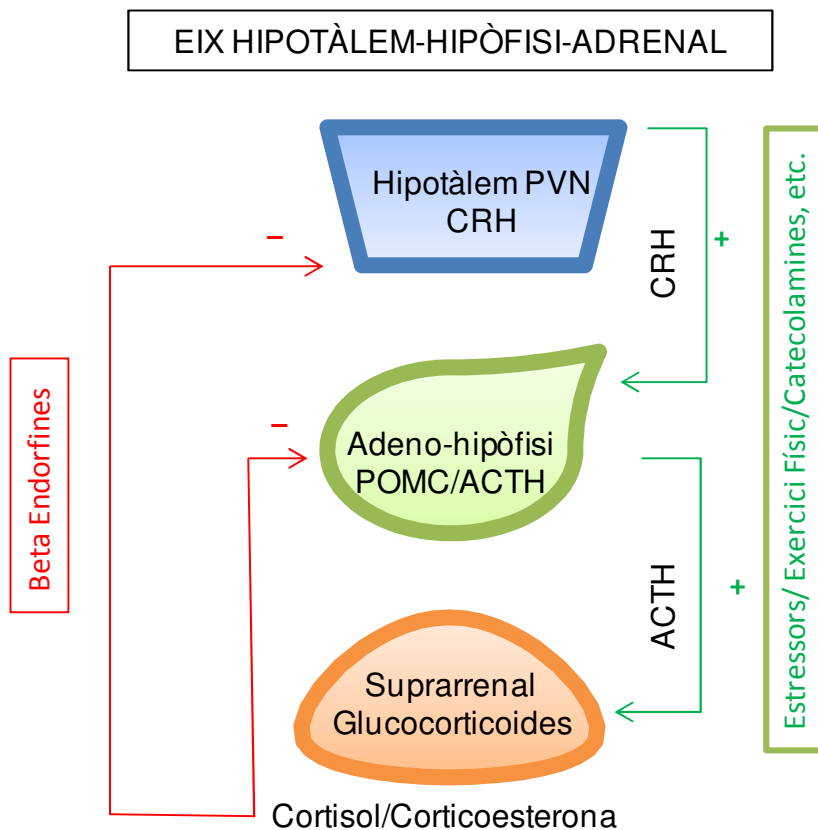 EIX HIPOTÀLEM-HIPÒFISI-ADRENAL
Hipotàlem PVN
CRH
–
CRH
+
Estressors/ Exercici Físic/Catecolamines, etc.
Beta Endorfines
–
Adeno-hipòfisi
POMC/ACTH
ACTH
+
Suprarrenal
Glucocorticoides
Cortisol/Corticoesterona